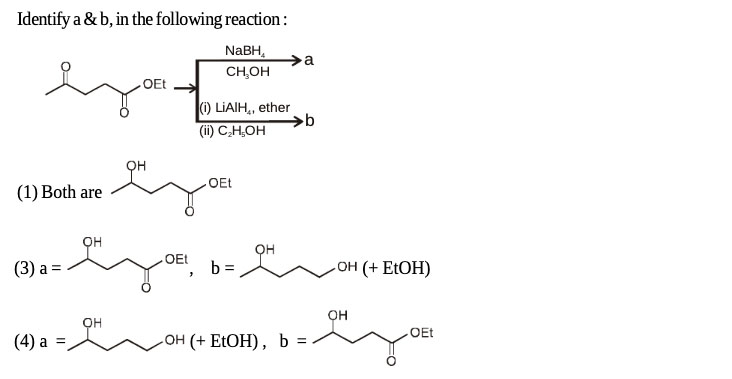 Identify a & b, in the following reaction :
NaBH₄
CH₃OH
a
O
OEt
O
(i) LiAlH₄, ether
(ii) C₂H₅OH
b
(1) Both are
OH
OEt
O
(3) a =
OH
OEt
O
, b =
OH
OH (+ EtOH)
(4) a =
OH
OH (+ EtOH) , b =
OH
OEt
O